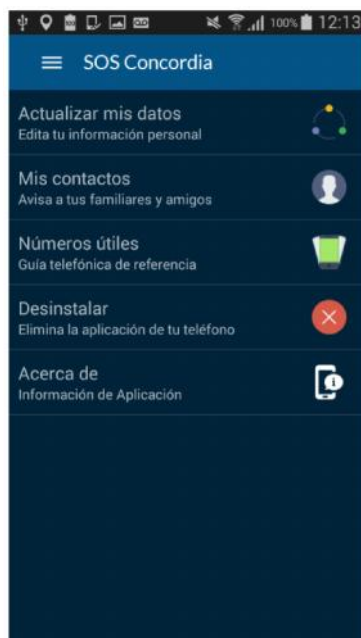 100% 12:13
SOS Concordia
Actualizar mis datos
Edita tu información personal
Mis contactos
Avisa a tus familiares y amigos
Números útiles
Guía telefónica de referencia
Desinstalar
Elimina la aplicación de tu teléfono
Acerca de
Información de Aplicación